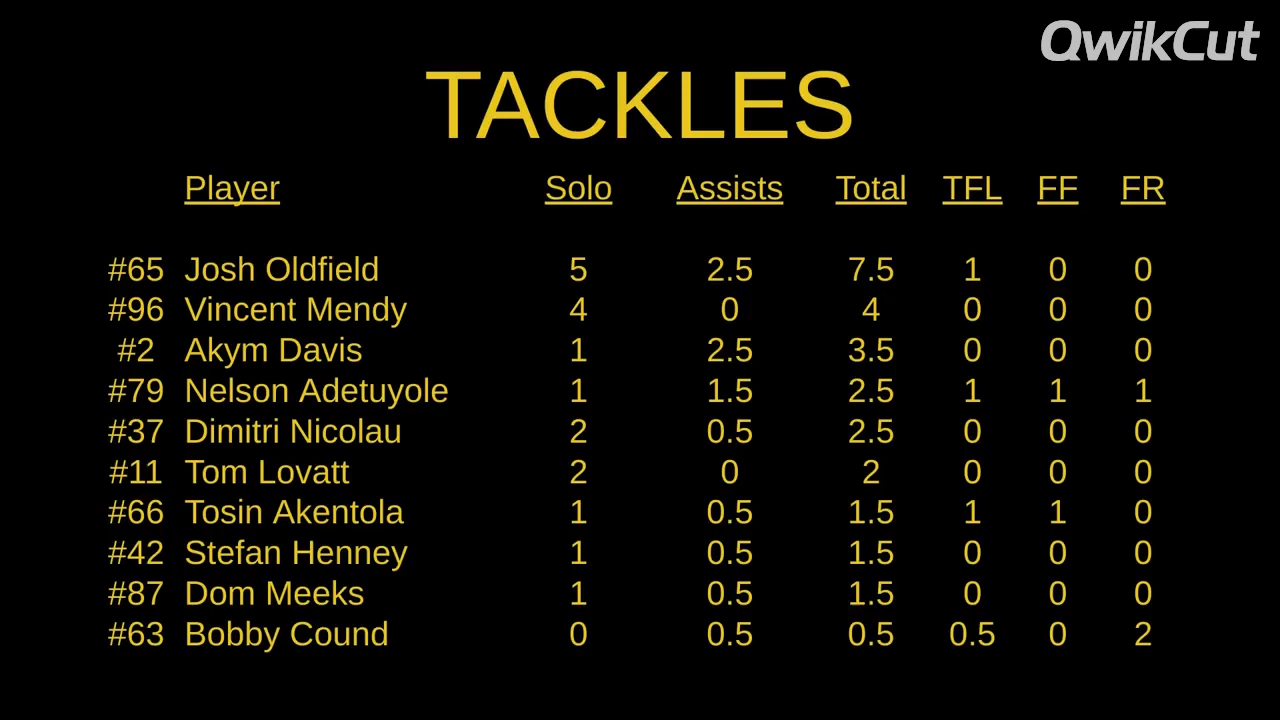 QwikCut
TACKLES
Player Solo Assists Total TFL FF FR
#65 Josh Oldfield 5 2.5 7.5 1 0 0
#96 Vincent Mendy 4 0 4 0 0 0
#2 Akym Davis 1 2.5 3.5 0 0 0
#79 Nelson Adetuyole 1 1.5 2.5 1 1 1
#37 Dimitri Nicolau 2 0.5 2.5 0 0 0
#11 Tom Lovatt 2 0 2 0 0 0
#66 Tosin Akentola 1 0.5 1.5 1 1 0
#42 Stefan Henney 1 0.5 1.5 0 0 0
#87 Dom Meeks 1 0.5 1.5 0 0 0
#63 Bobby Cound 0 0.5 0.5 0.5 0 2